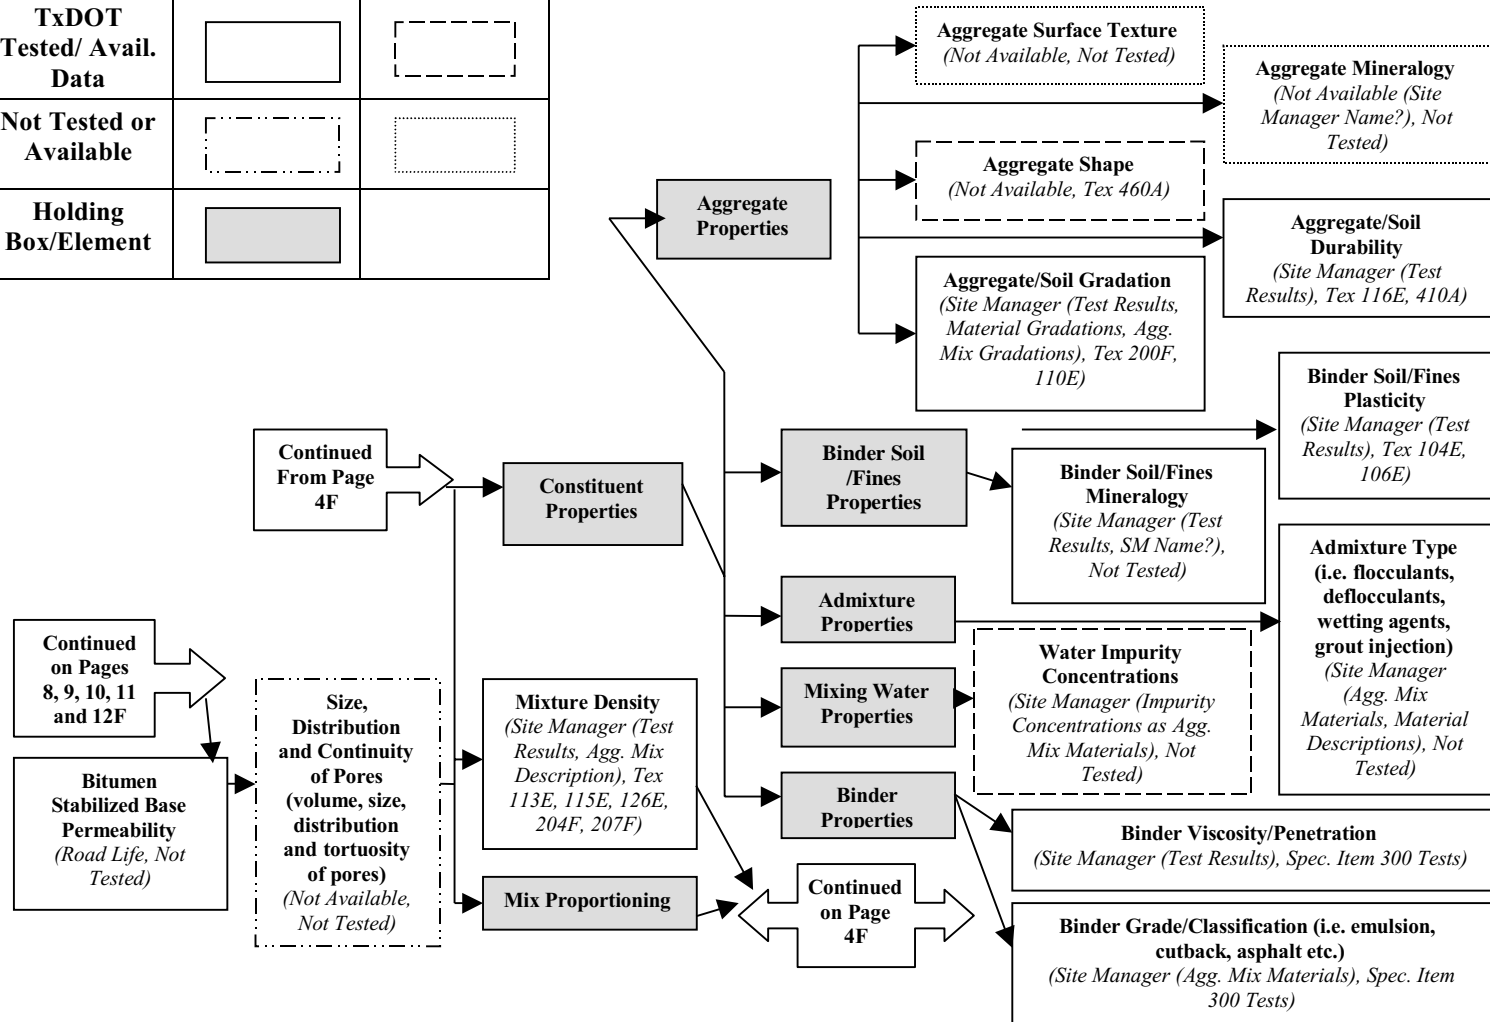 TxDOT
Tested/ Avail.
Data
Not Tested or
Available
Holding
Box/Element
Aggregate Surface Texture
(Not Available, Not Tested)
Aggregate Mineralogy
(Not Available (Site
Manager Name?), Not
Tested)
Aggregate Shape
(Not Available, Tex 460A)
Aggregate
Properties
Aggregate/Soil
Durability
(Site Manager (Test
Results), Tex 116E, 410A)
Aggregate/Soil Gradation
(Site Manager (Test Results,
Material Gradations, Agg.
Mix Gradations), Tex 200F,
110E)
Binder Soil/Fines
Plasticity
(Site Manager (Test
Results), Tex 104E,
106E)
Continued
From Page
4F
Constituent
Properties
Binder Soil
/Fines
Properties
Binder Soil/Fines
Mineralogy
(Site Manager (Test
Results, SM Name?),
Not Tested)
Admixture Type
(i.e. flocculants,
deflocculants,
wetting agents,
grout injection)
(Site Manager
(Agg. Mix
Materials, Material
Descriptions), Not
Tested)
Admixture
Properties
Continued
on Pages
8, 9, 10, 11
and 12F
Water Impurity
Concentrations
(Site Manager (Impurity
Concentrations as Agg.
Mix Materials), Not
Tested)
Mixing Water
Properties
Size,
Distribution
and Continuity
of Pores
(volume, size,
distribution
and tortuosity
of pores)
(Not Available,
Not Tested)
Mixture Density
(Site Manager (Test
Results, Agg. Mix
Description), Tex
113E, 115E, 126E,
204F, 207F)
Bitumen
Stabilized Base
Permeability
(Road Life, Not
Tested)
Binder
Properties
Binder Viscosity/Penetration
(Site Manager (Test Results), Spec. Item 300 Tests)
Mix Proportioning
Continued
on Page
4F
Binder Grade/Classification (i.e. emulsion,
cutback, asphalt etc.)
(Site Manager (Agg. Mix Materials), Spec. Item
300 Tests)